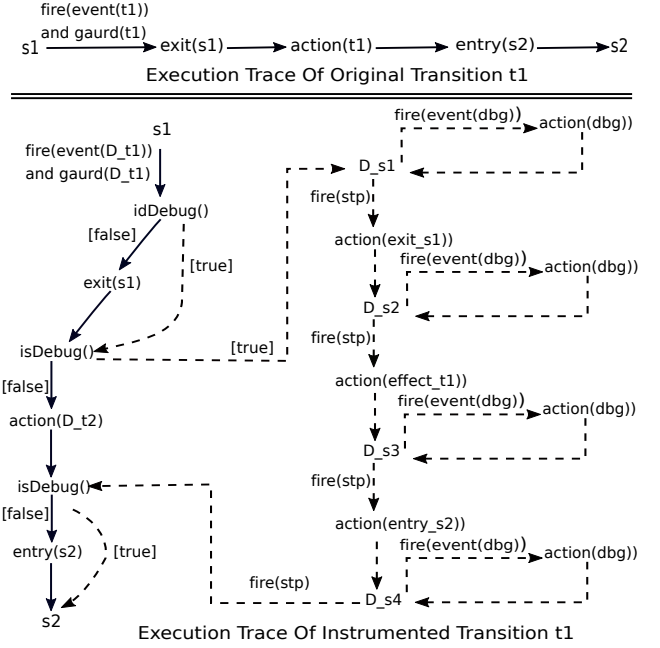 fire(event(t1))
and gaurd(t1)
s1
exit(s1)
action(t1)
entry(s2)
s2
Execution Trace Of Original Transition t1
s1
fire(event(D_t1))
and gaurd(D_t1)
idDebug()
[false]
[true]
exit(s1)
isDebug()
[true]
[false]
action(D_t2)
isDebug()
[false]
entry(s2)
[true]
s2
fire(event(dbg))
action(dbg))
D_s1
fire(stp)
action(exit_s1))
fire(event(dbg))
action(dbg))
D_s2
fire(stp)
action(effect_t1))
fire(event(dbg))
action(dbg))
D_s3
fire(stp)
action(entry_s2))
fire(event(dbg))
action(dbg))
D_s4
fire(stp)
Execution Trace Of Instrumented Transition t1